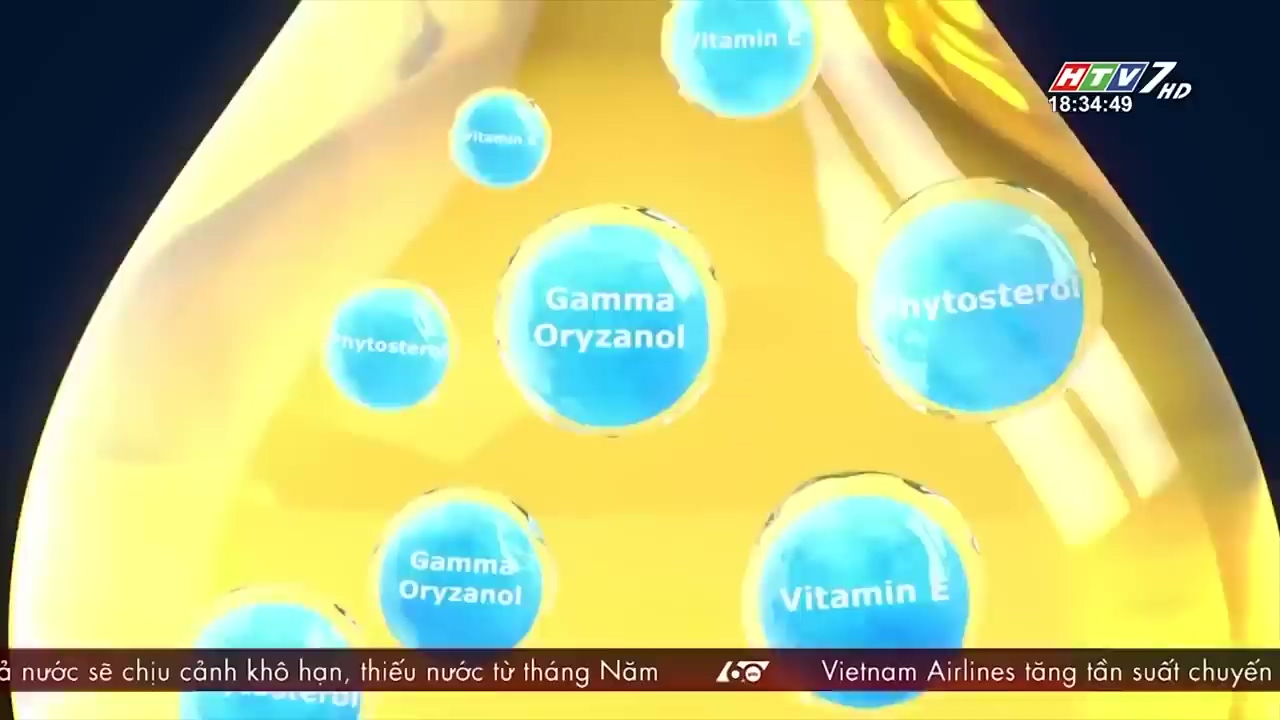 Vitamin E
HTV7 HD
18:34:49
Vitamin E
Gamma
Oryzanol
Phytosterol
Phytosterol
Gamma
Oryzanol
Vitamin E
ả nước sẽ chịu cảnh khô hạn, thiếu nước từ tháng Năm
60
Vietnam Airlines tăng tần suất chuyến